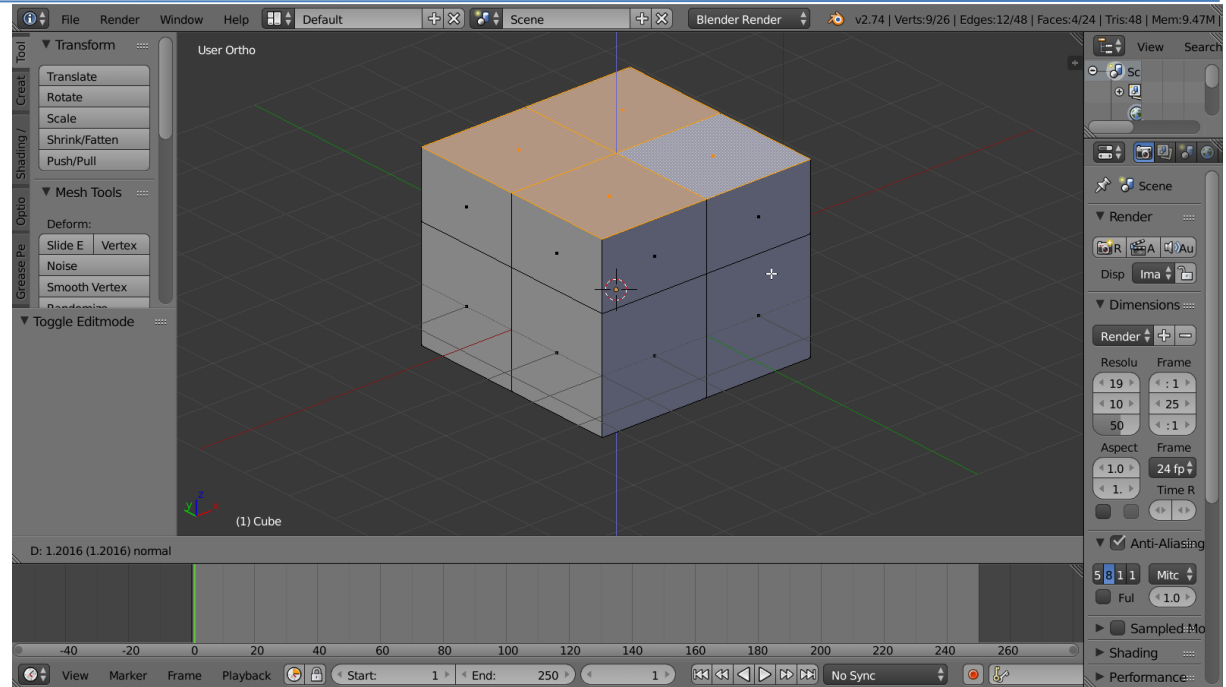 File Render Window Help Default Scene Blender Render v2.74 | Verts:9/26 | Edges:12/48 | Faces:4/24 | Tris:48 | Mem:9.47M |
Tool
Creat
Shading /
Optio
Grease Pe
Transform
Translate
Rotate
Scale
Shrink/Fatten
Push/Pull
Mesh Tools
Deform:
Slide E Vertex
Noise
Smooth Vertex
Randomize
Toggle Editmode
User Ortho
z
y
x
(1) Cube
D: 1.2016 (1.2016) normal
View Search
Sc
Scene
Render
R A Au
Disp Ima
Dimensions
Render
Resolu Frame
19 : 1
10 25
50 :1
Aspect Frame
1.0 24 fp
1. Time R
Anti-Aliasing
5 8 1 1 Mitc
Ful 1.0
Sampled Mo
Shading
Performance
-40 -20 0 20 40 60 80 100 120 140 160 180 200 220 240 260
View Marker Frame Playback Start: 1 End: 250 1 No Sync